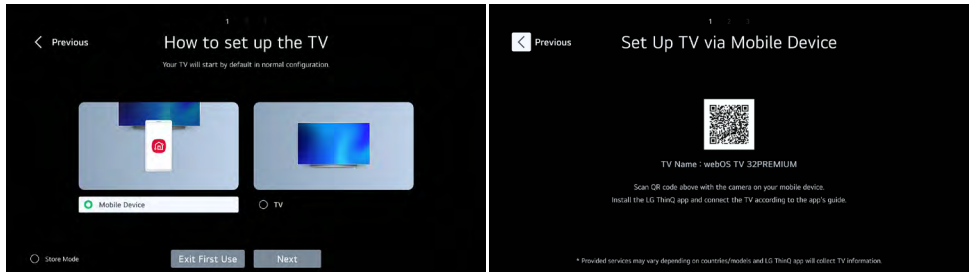 1
Previous
How to set up the TV
Your TV will start by default in normal configuration.
Mobile Device
TV
Store Mode
Exit First Use
Next
1 2 3
Previous
Set Up TV via Mobile Device
TV Name : webOS TV 32PREMIUM
Scan QR code above with the camera on your mobile device.
Install the LG ThinQ app and connect the TV according to the app's guide.
* Provided services may vary depending on countries/models and LG ThinQ app will collect TV information.